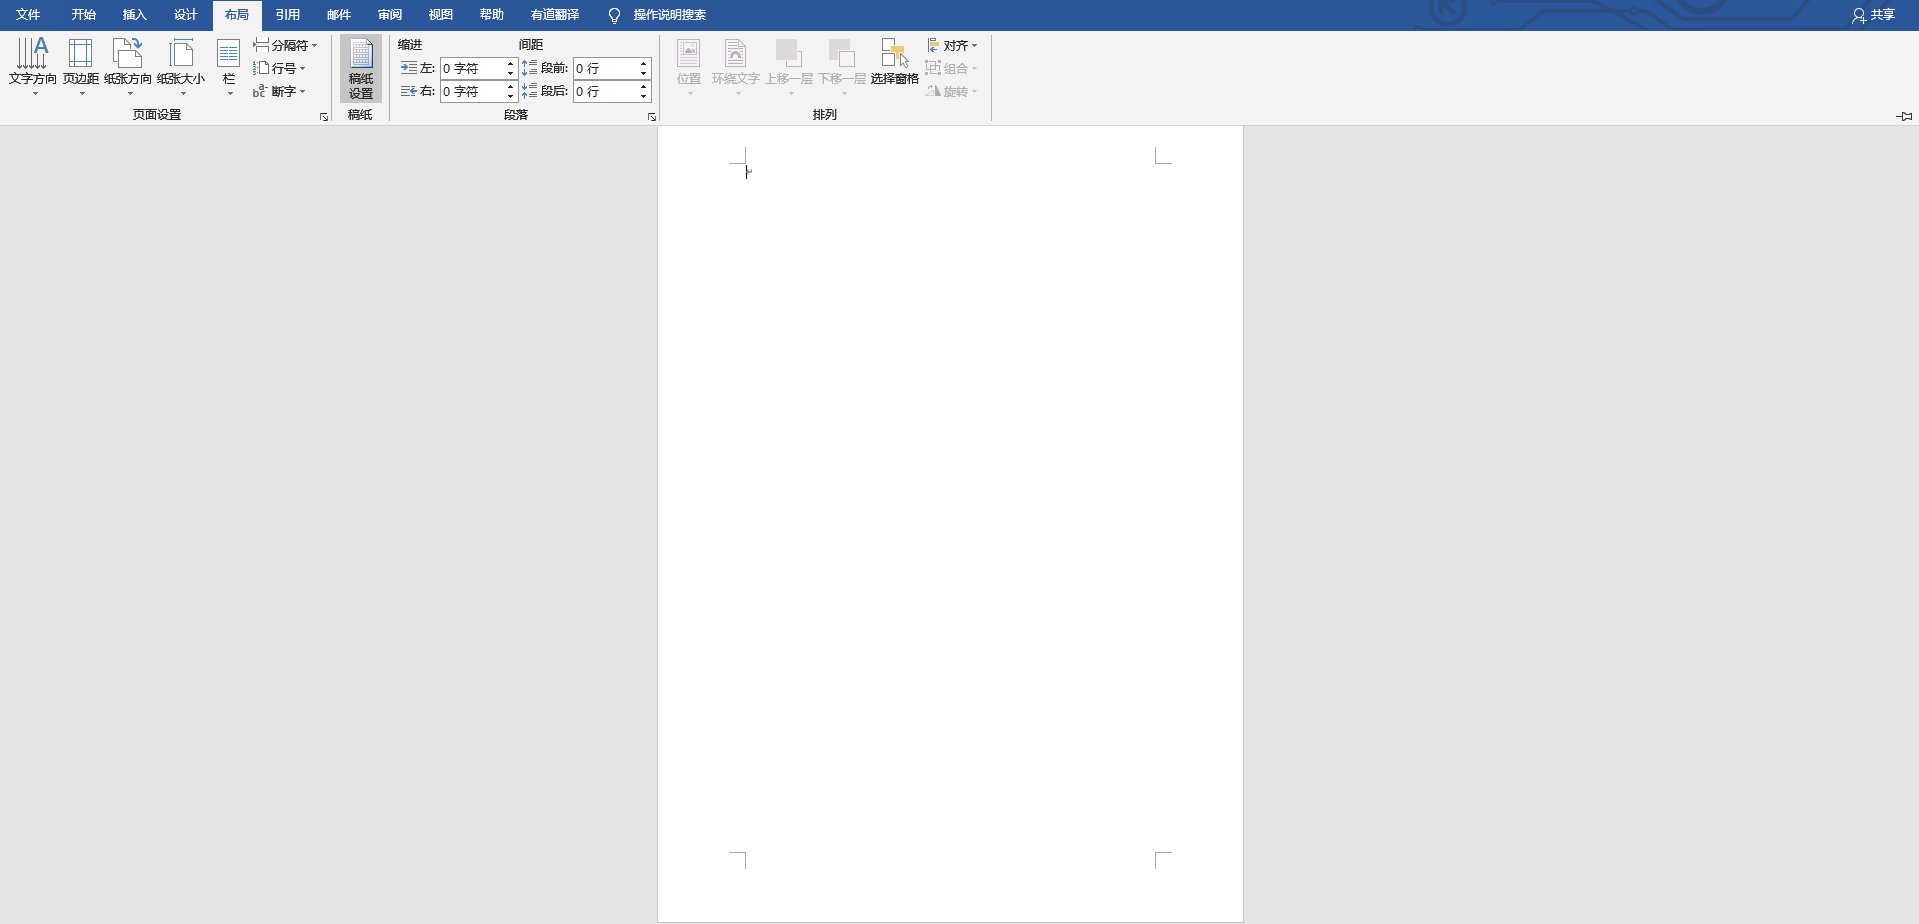 文件 开始 插入 设计 布局 引用 邮件 审阅 视图 帮助 有道翻译 操作说明搜索 共享
文字方向 页边距 纸张方向 纸张大小 栏
分隔符
行号
断字
页面设置
稿纸
设置
稿纸
缩进 间距
左: 0 字符 段前: 0 行
右: 0 字符 段后: 0 行
段落
位置 环绕文字 上移一层 下移一层 选择窗格
对齐
组合
旋转
排列